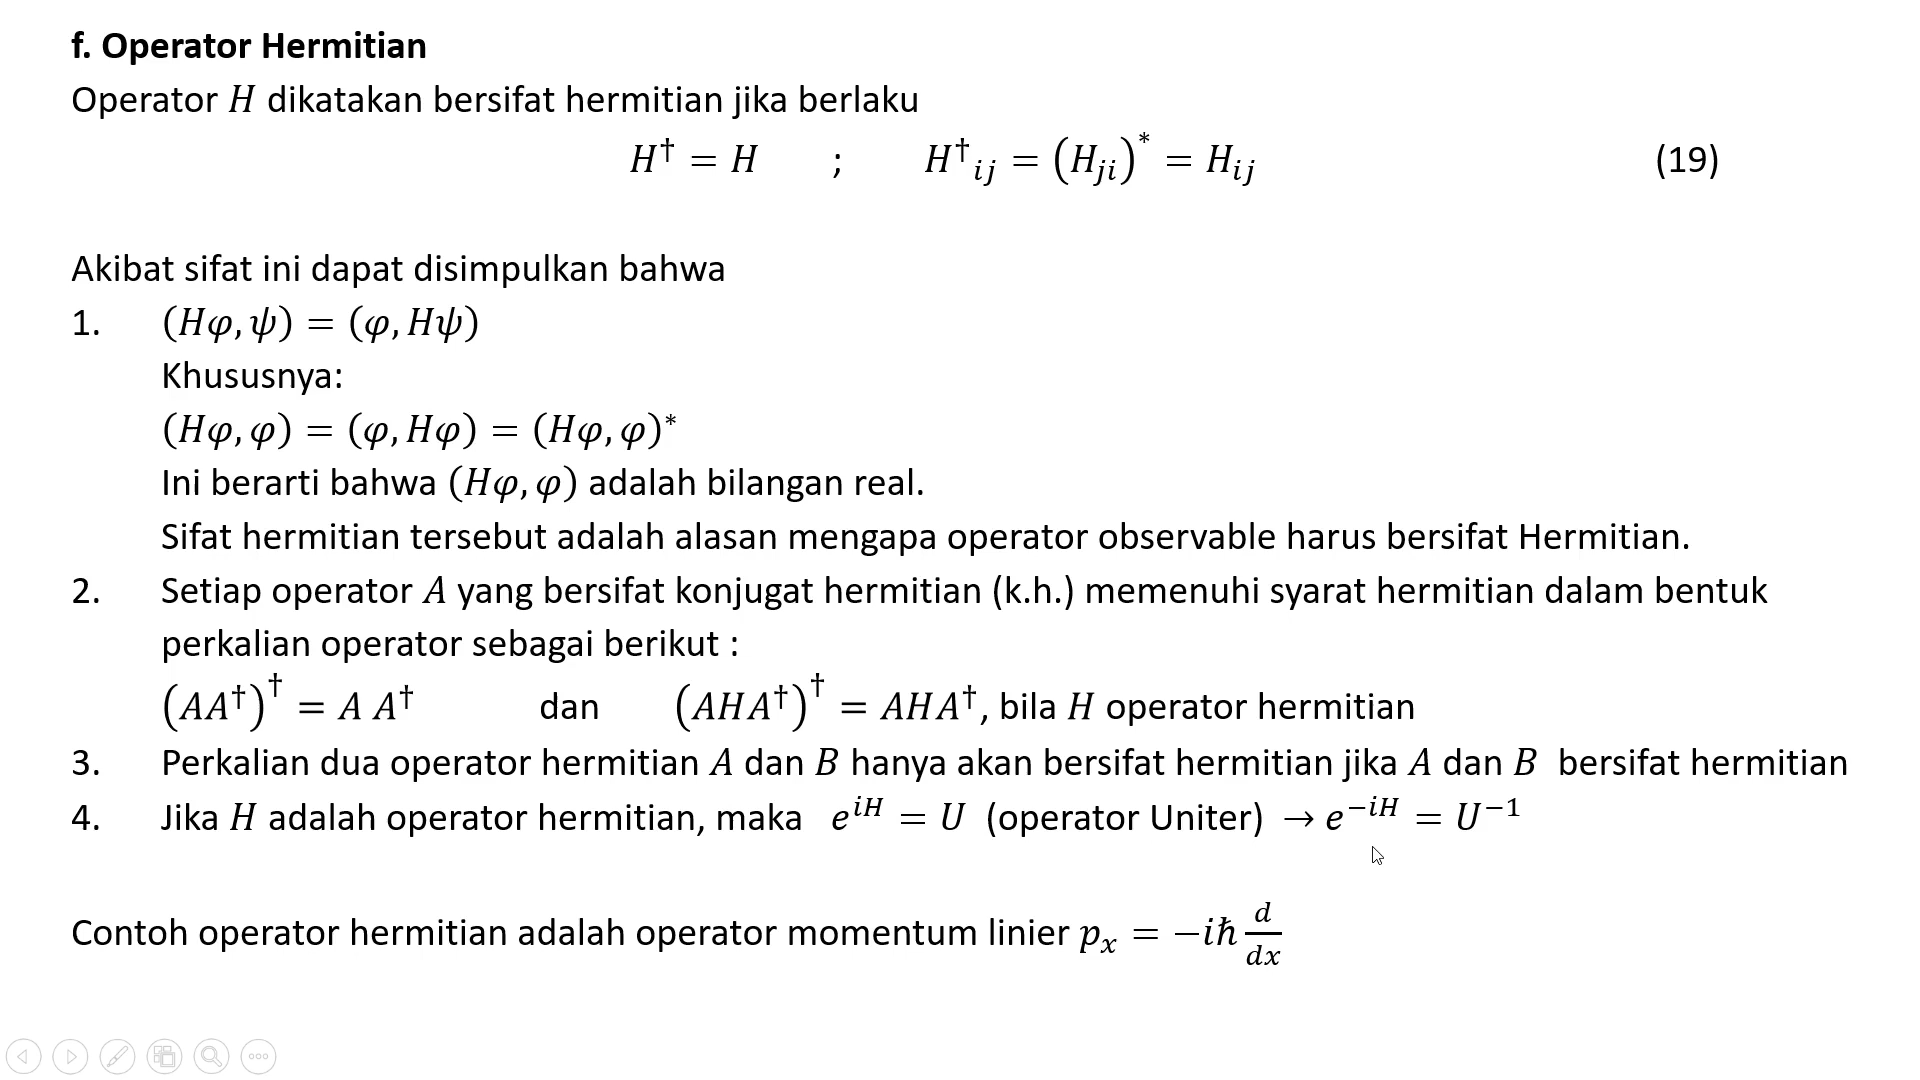 f. Operator Hermitian
Operator H dikatakan bersifat hermitian jika berlaku
H† = H ; H†ᵢⱼ = (Hⱼᵢ)* = Hᵢⱼ (19)
Akibat sifat ini dapat disimpulkan bahwa
1. (Hφ, ψ) = (φ, Hψ)
Khususnya:
(Hφ, φ) = (φ, Hφ) = (Hφ, φ)*
Ini berarti bahwa (Hφ, φ) adalah bilangan real.
Sifat hermitian tersebut adalah alasan mengapa operator observable harus bersifat Hermitian.
2. Setiap operator A yang bersifat konjugat hermitian (k.h.) memenuhi syarat hermitian dalam bentuk
perkalian operator sebagai berikut :
(AA†)† = A A† dan (AHA†)† = AHA†, bila H operator hermitian
3. Perkalian dua operator hermitian A dan B hanya akan bersifat hermitian jika A dan B bersifat hermitian
4. Jika H adalah operator hermitian, maka e^{iH} = U (operator Uniter) → e^{−iH} = U^{−1}
Contoh operator hermitian adalah operator momentum linier pₓ = −iħ d/dx